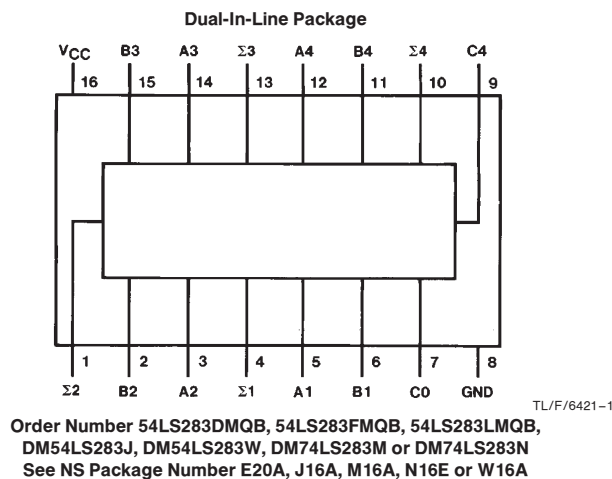 Dual-In-Line Package
VCC B3 A3 Σ3 A4 B4 Σ4 C4
16 15 14 13 12 11 10 9
1 2 3 4 5 6 7 8
Σ2 B2 A2 Σ1 A1 B1 C0 GND
TL/F/6421–1
Order Number 54LS283DMQB, 54LS283FMQB, 54LS283LMQB,
DM54LS283J, DM54LS283W, DM74LS283M or DM74LS283N
See NS Package Number E20A, J16A, M16A, N16E or W16A